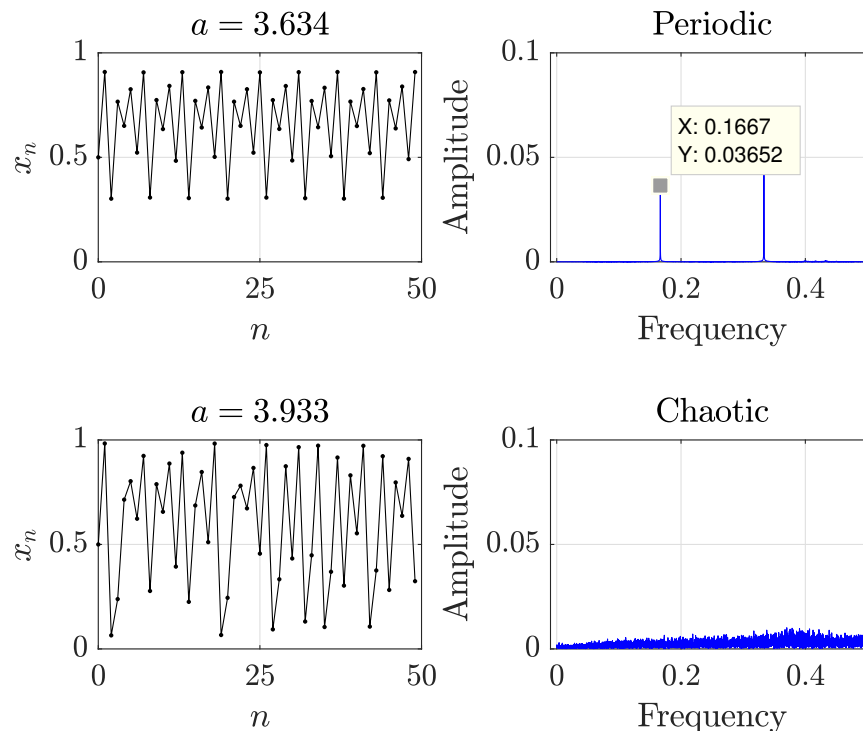 a = 3.634
Periodic
1
0.5
0
x_n
0
25
50
n
0.1
0.05
0
Amplitude
X: 0.1667
Y: 0.03652
0.2
0.4
Frequency
a = 3.933
Chaotic
1
0.5
0
x_n
0
25
50
n
0.1
0.05
0
Amplitude
0
0.2
0.4
Frequency